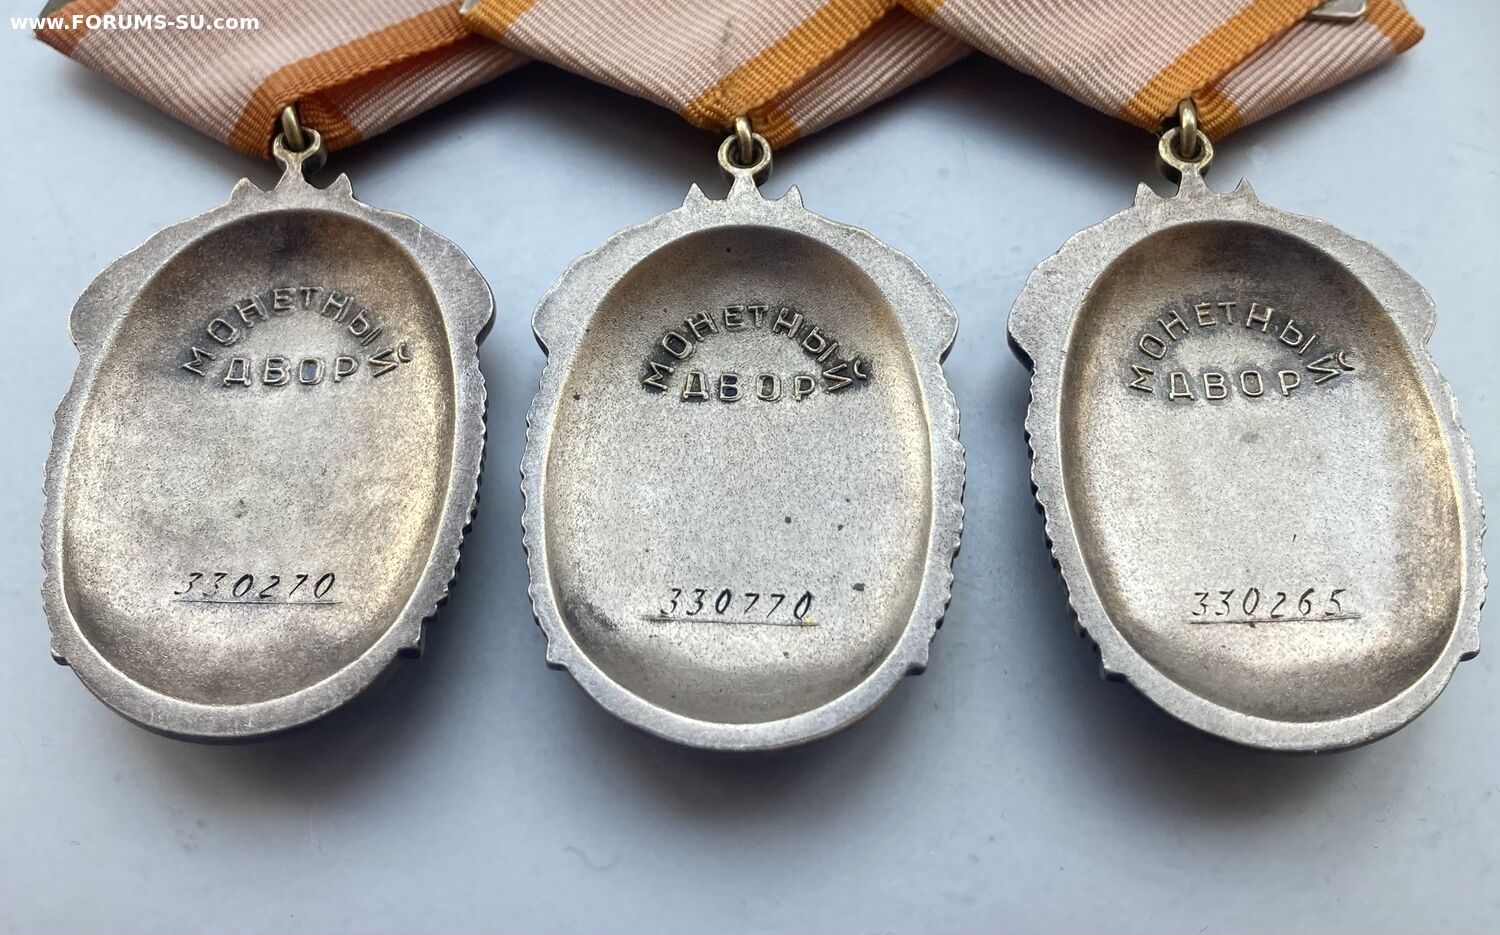 www.FORUMS-SU.com
МОНЕТНЫЙ
ДВОР
330270
МОНЕТНЫЙ
ДВОР
330770
МОНЕТНЫЙ
ДВОР
330265